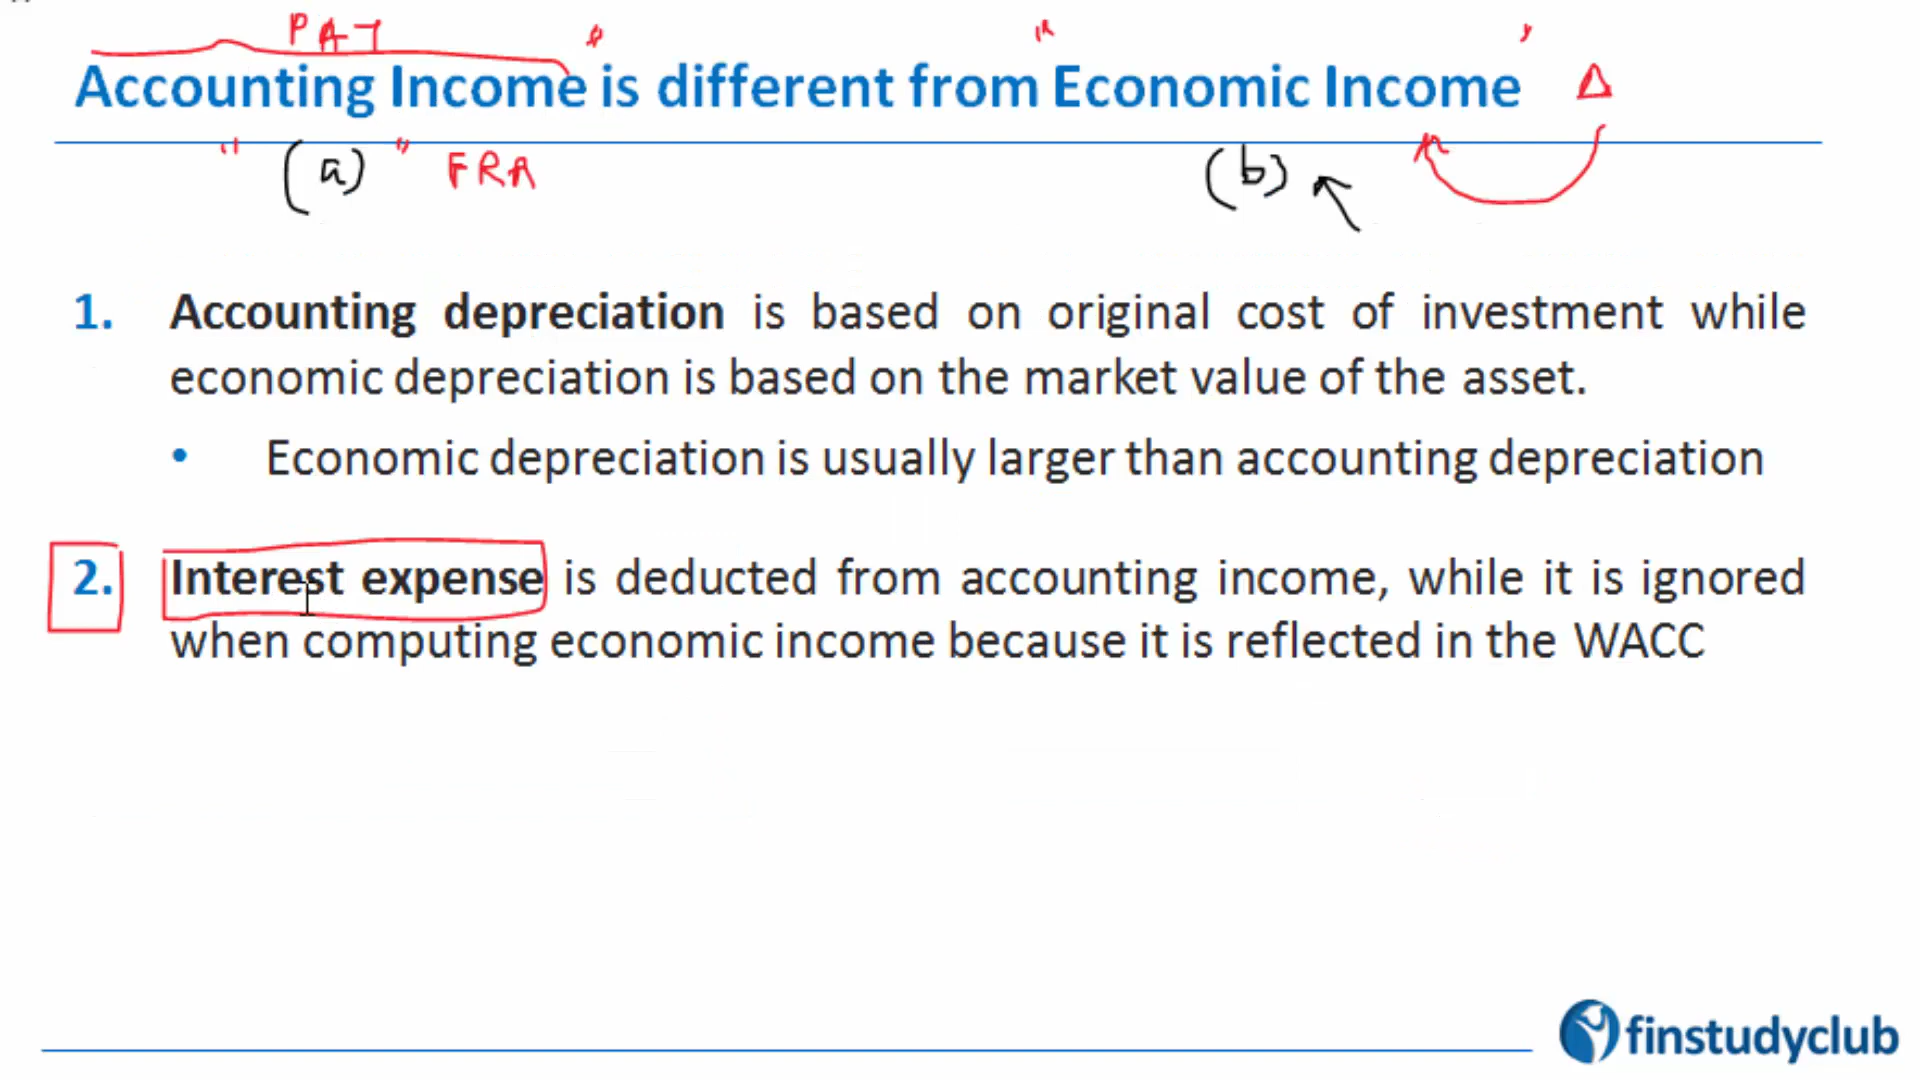 PAT
Accounting Income is different from Economic Income Δ
" (a) " FRA
(b)
1. Accounting depreciation is based on original cost of investment while
economic depreciation is based on the market value of the asset.
• Economic depreciation is usually larger than accounting depreciation
2. Interest expense is deducted from accounting income, while it is ignored
when computing economic income because it is reflected in the WACC
finstudyclub